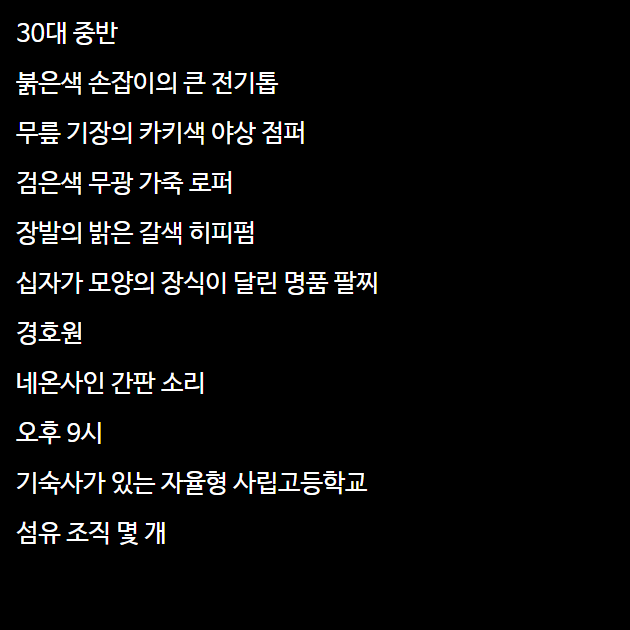 30대 중반
붉은색 손잡이의 큰 전기톱
무릎 기장의 카키색 야상 점퍼
검은색 무광 가죽 로퍼
장발의 밝은 갈색 히피펌
십자가 모양의 장식이 달린 명품 팔찌
경호원
네온사인 간판 소리
오후 9시
기숙사가 있는 자율형 사립고등학교
섬유 조직 몇 개